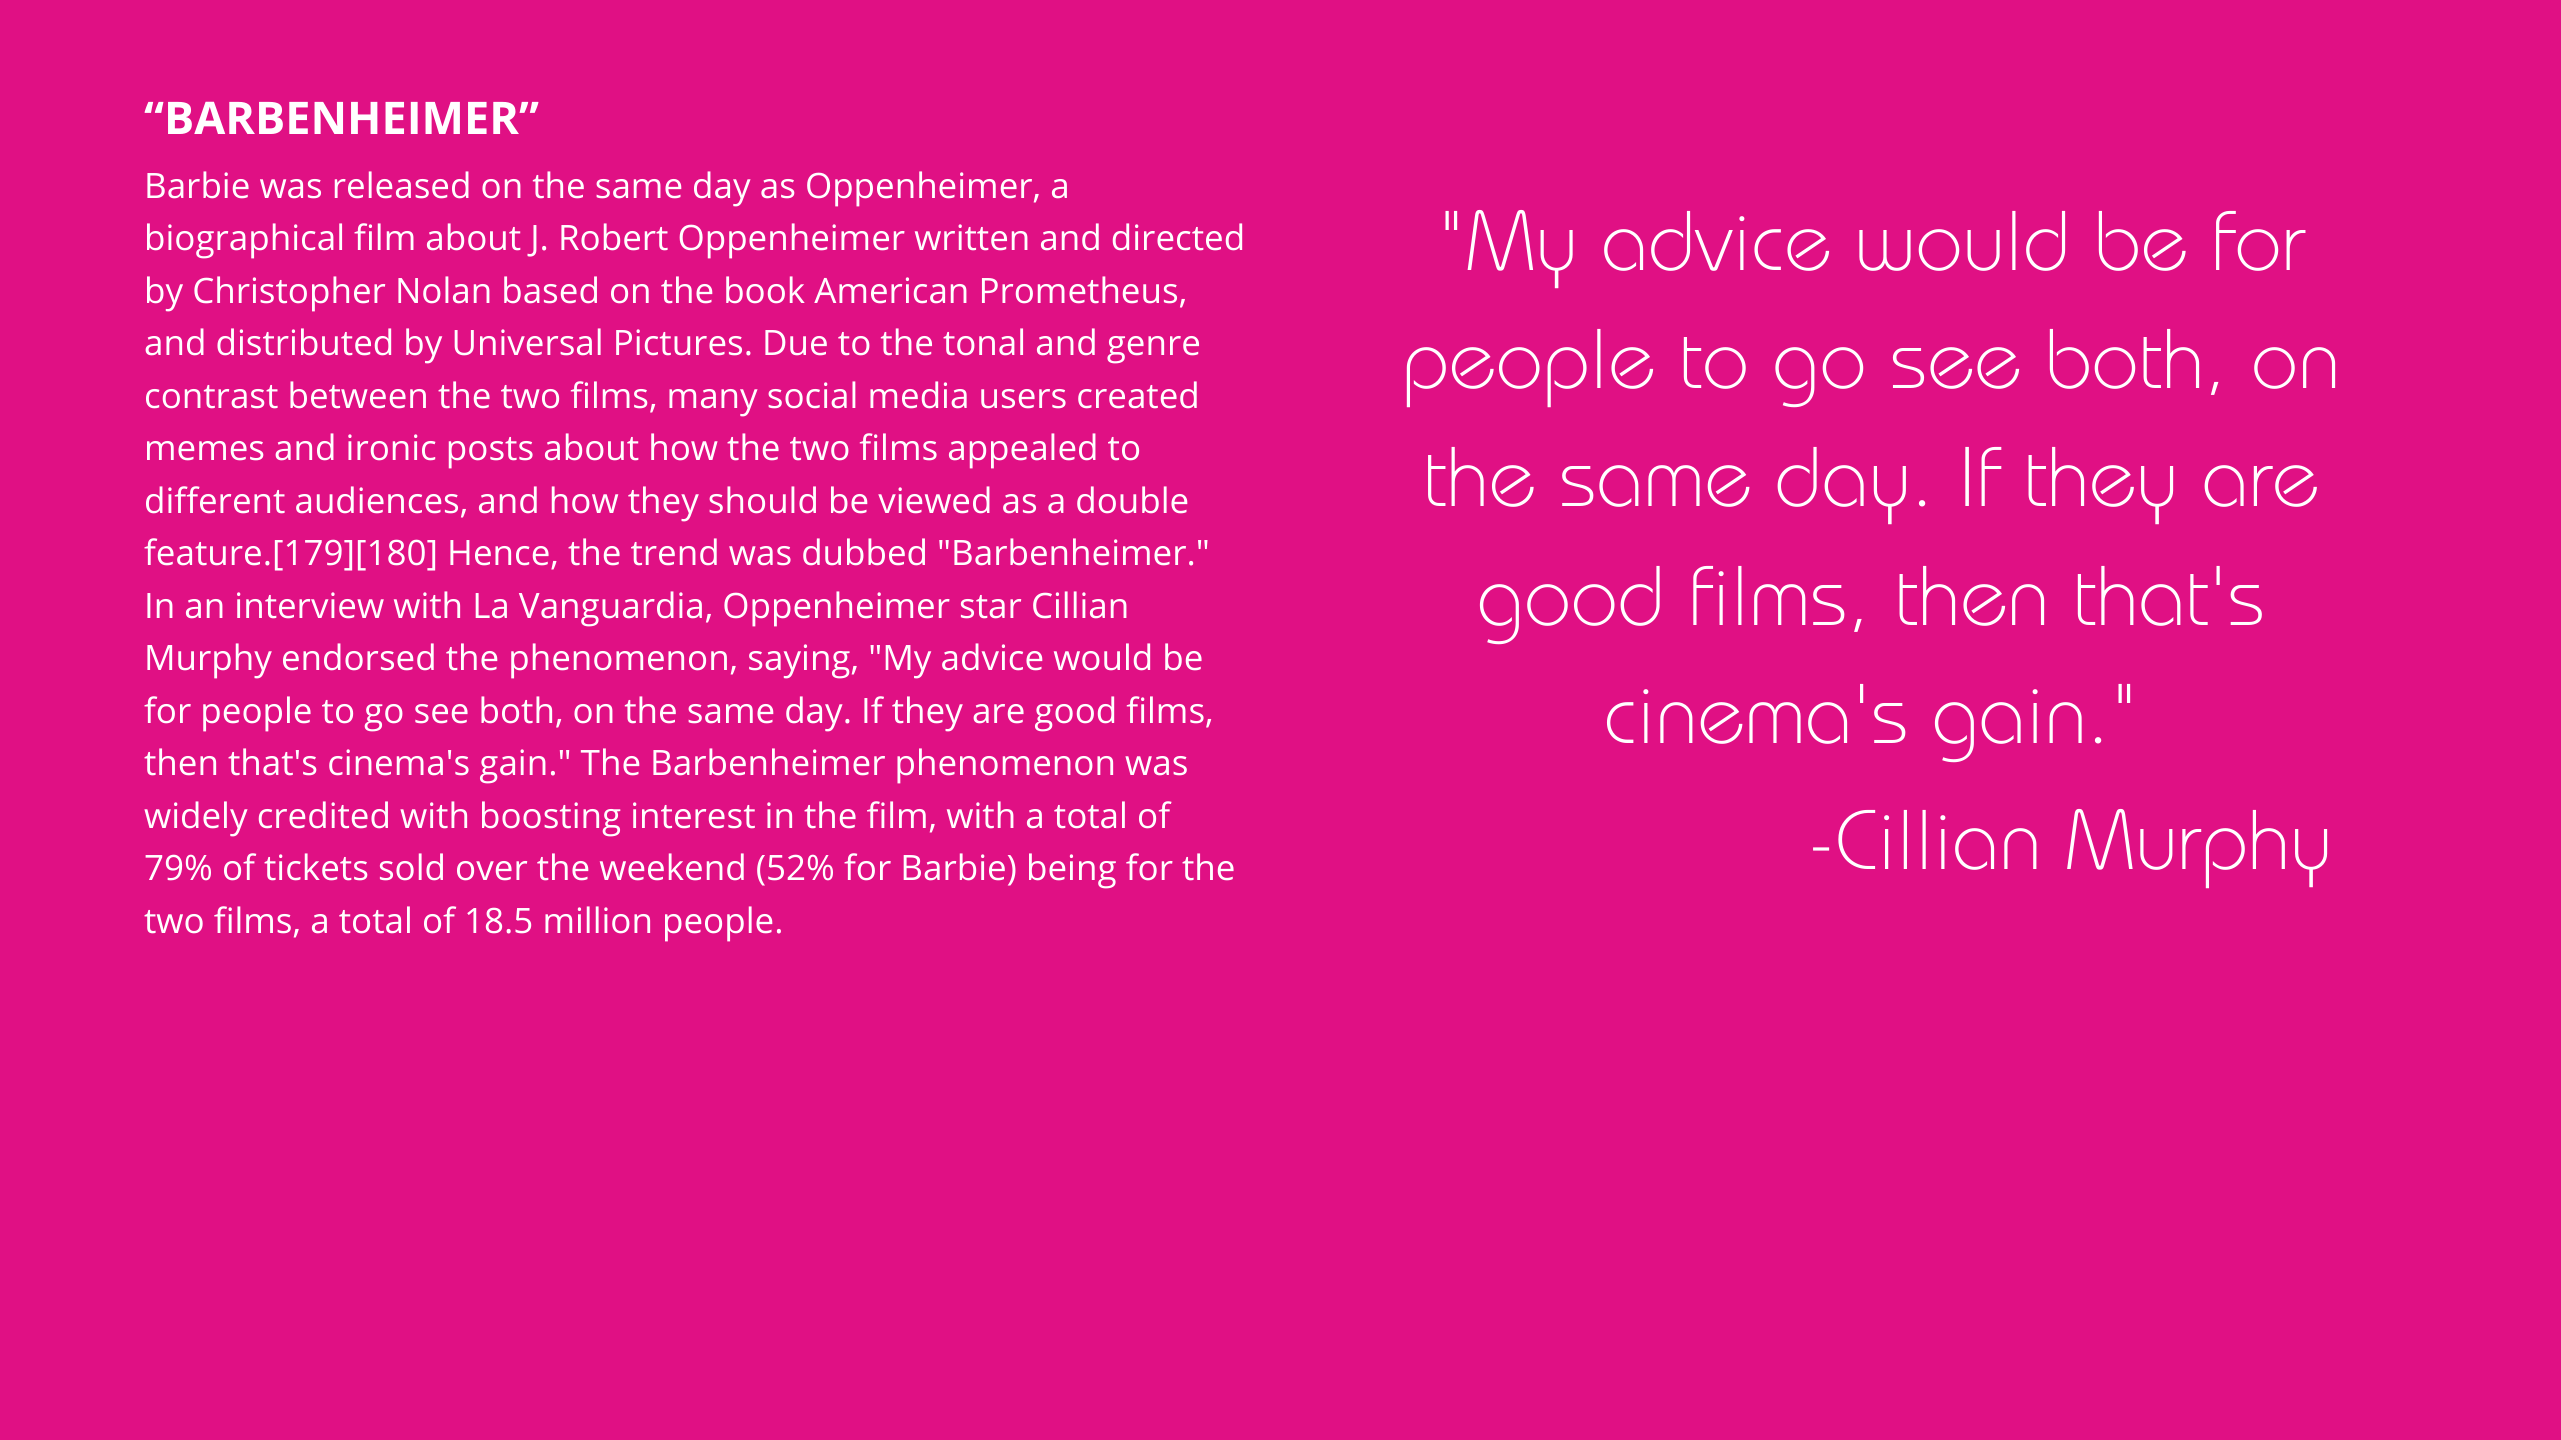 “BARBENHEIMER”
Barbie was released on the same day as Oppenheimer, a
biographical film about J. Robert Oppenheimer written and directed
by Christopher Nolan based on the book American Prometheus,
and distributed by Universal Pictures. Due to the tonal and genre
contrast between the two films, many social media users created
memes and ironic posts about how the two films appealed to
different audiences, and how they should be viewed as a double
feature.[179][180] Hence, the trend was dubbed "Barbenheimer."
In an interview with La Vanguardia, Oppenheimer star Cillian
Murphy endorsed the phenomenon, saying, "My advice would be
for people to go see both, on the same day. If they are good films,
then that's cinema's gain." The Barbenheimer phenomenon was
widely credited with boosting interest in the film, with a total of
79% of tickets sold over the weekend (52% for Barbie) being for the
two films, a total of 18.5 million people.
"My advice would be for
people to go see both, on
the same day. If they are
good films, then that's
cinema's gain."
-Cillian Murphy